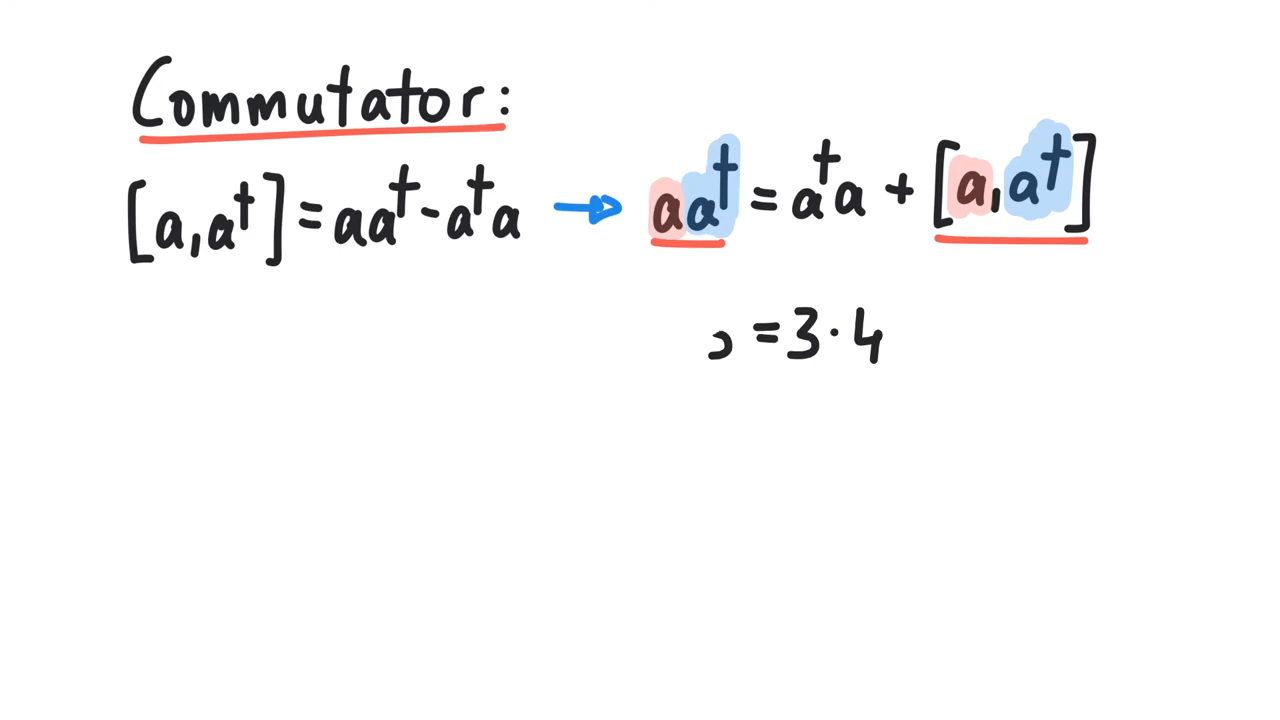 Commutator:
[a,a†] = aa† - a†a → aa† = a†a + [a,a†]
= 3·4